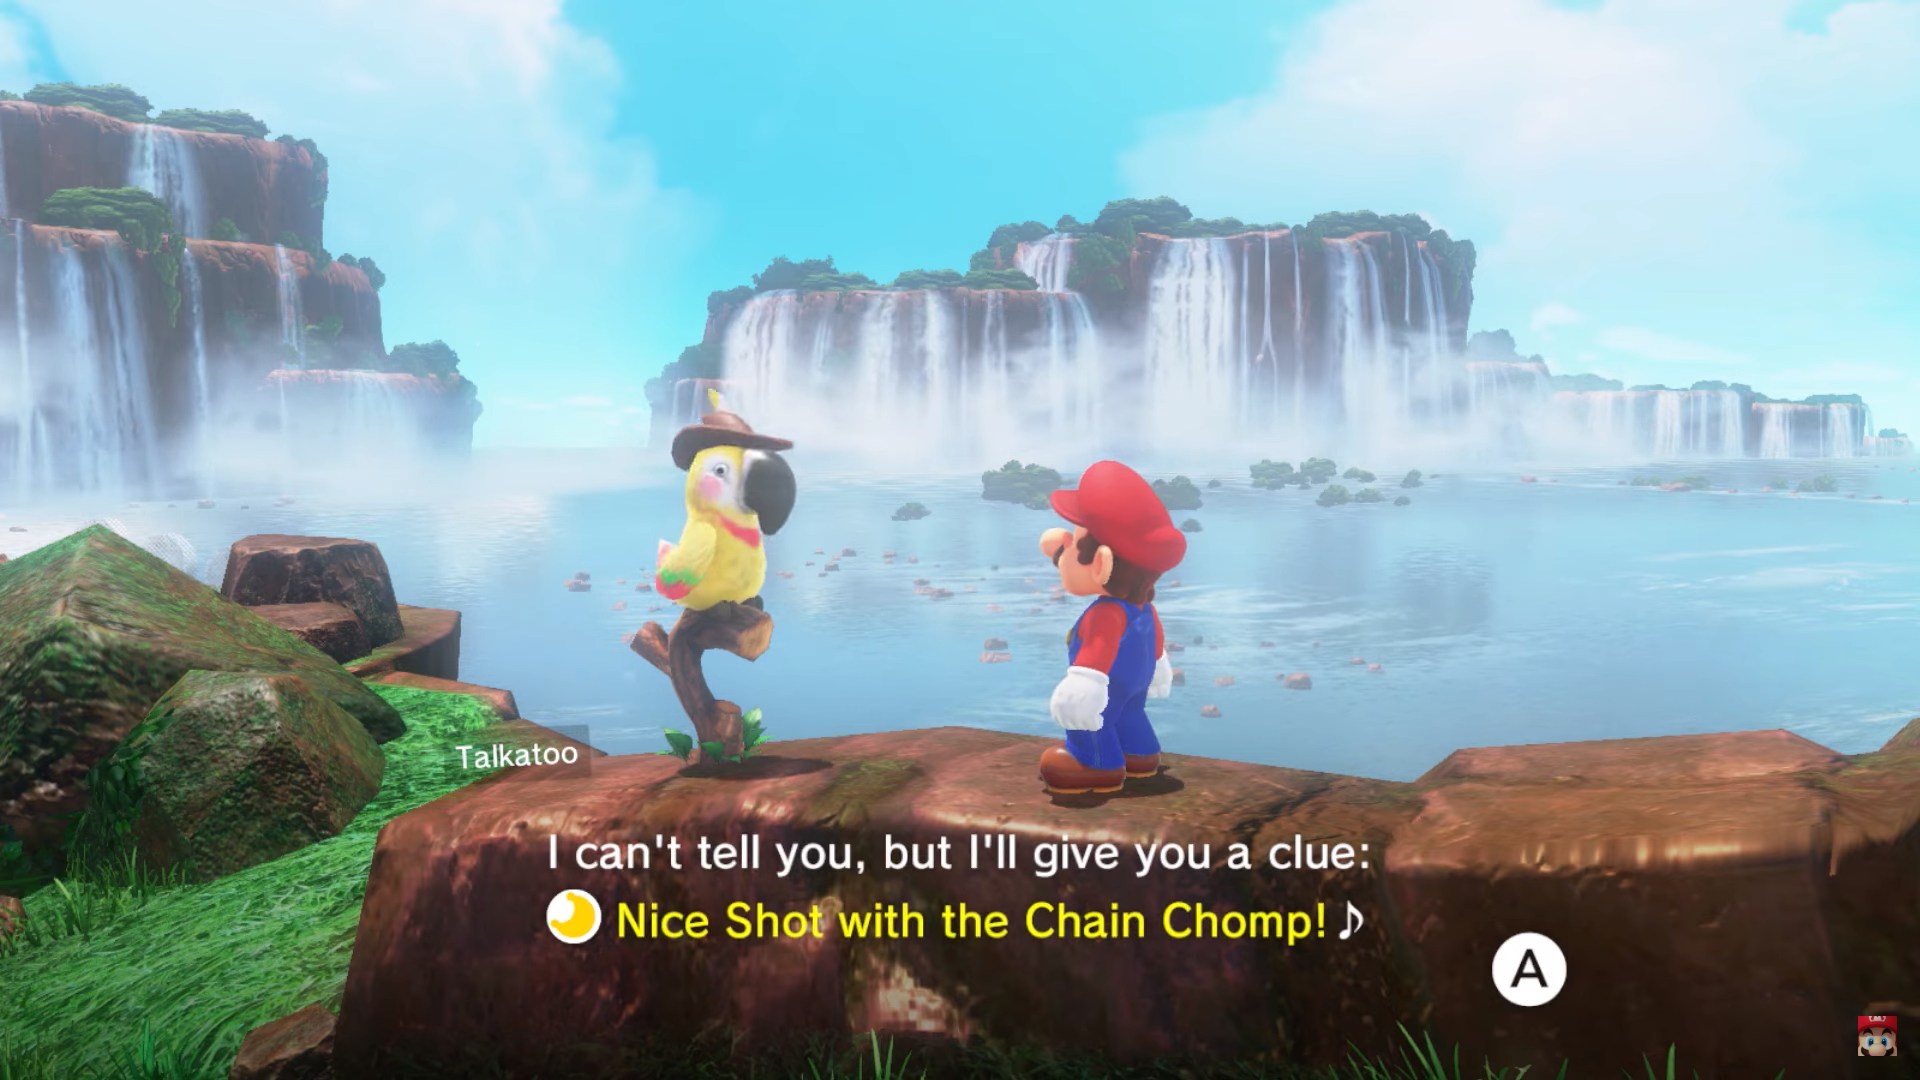 Talkatoo
I can't tell you, but I'll give you a clue:
Nice Shot with the Chain Chomp!♪
A